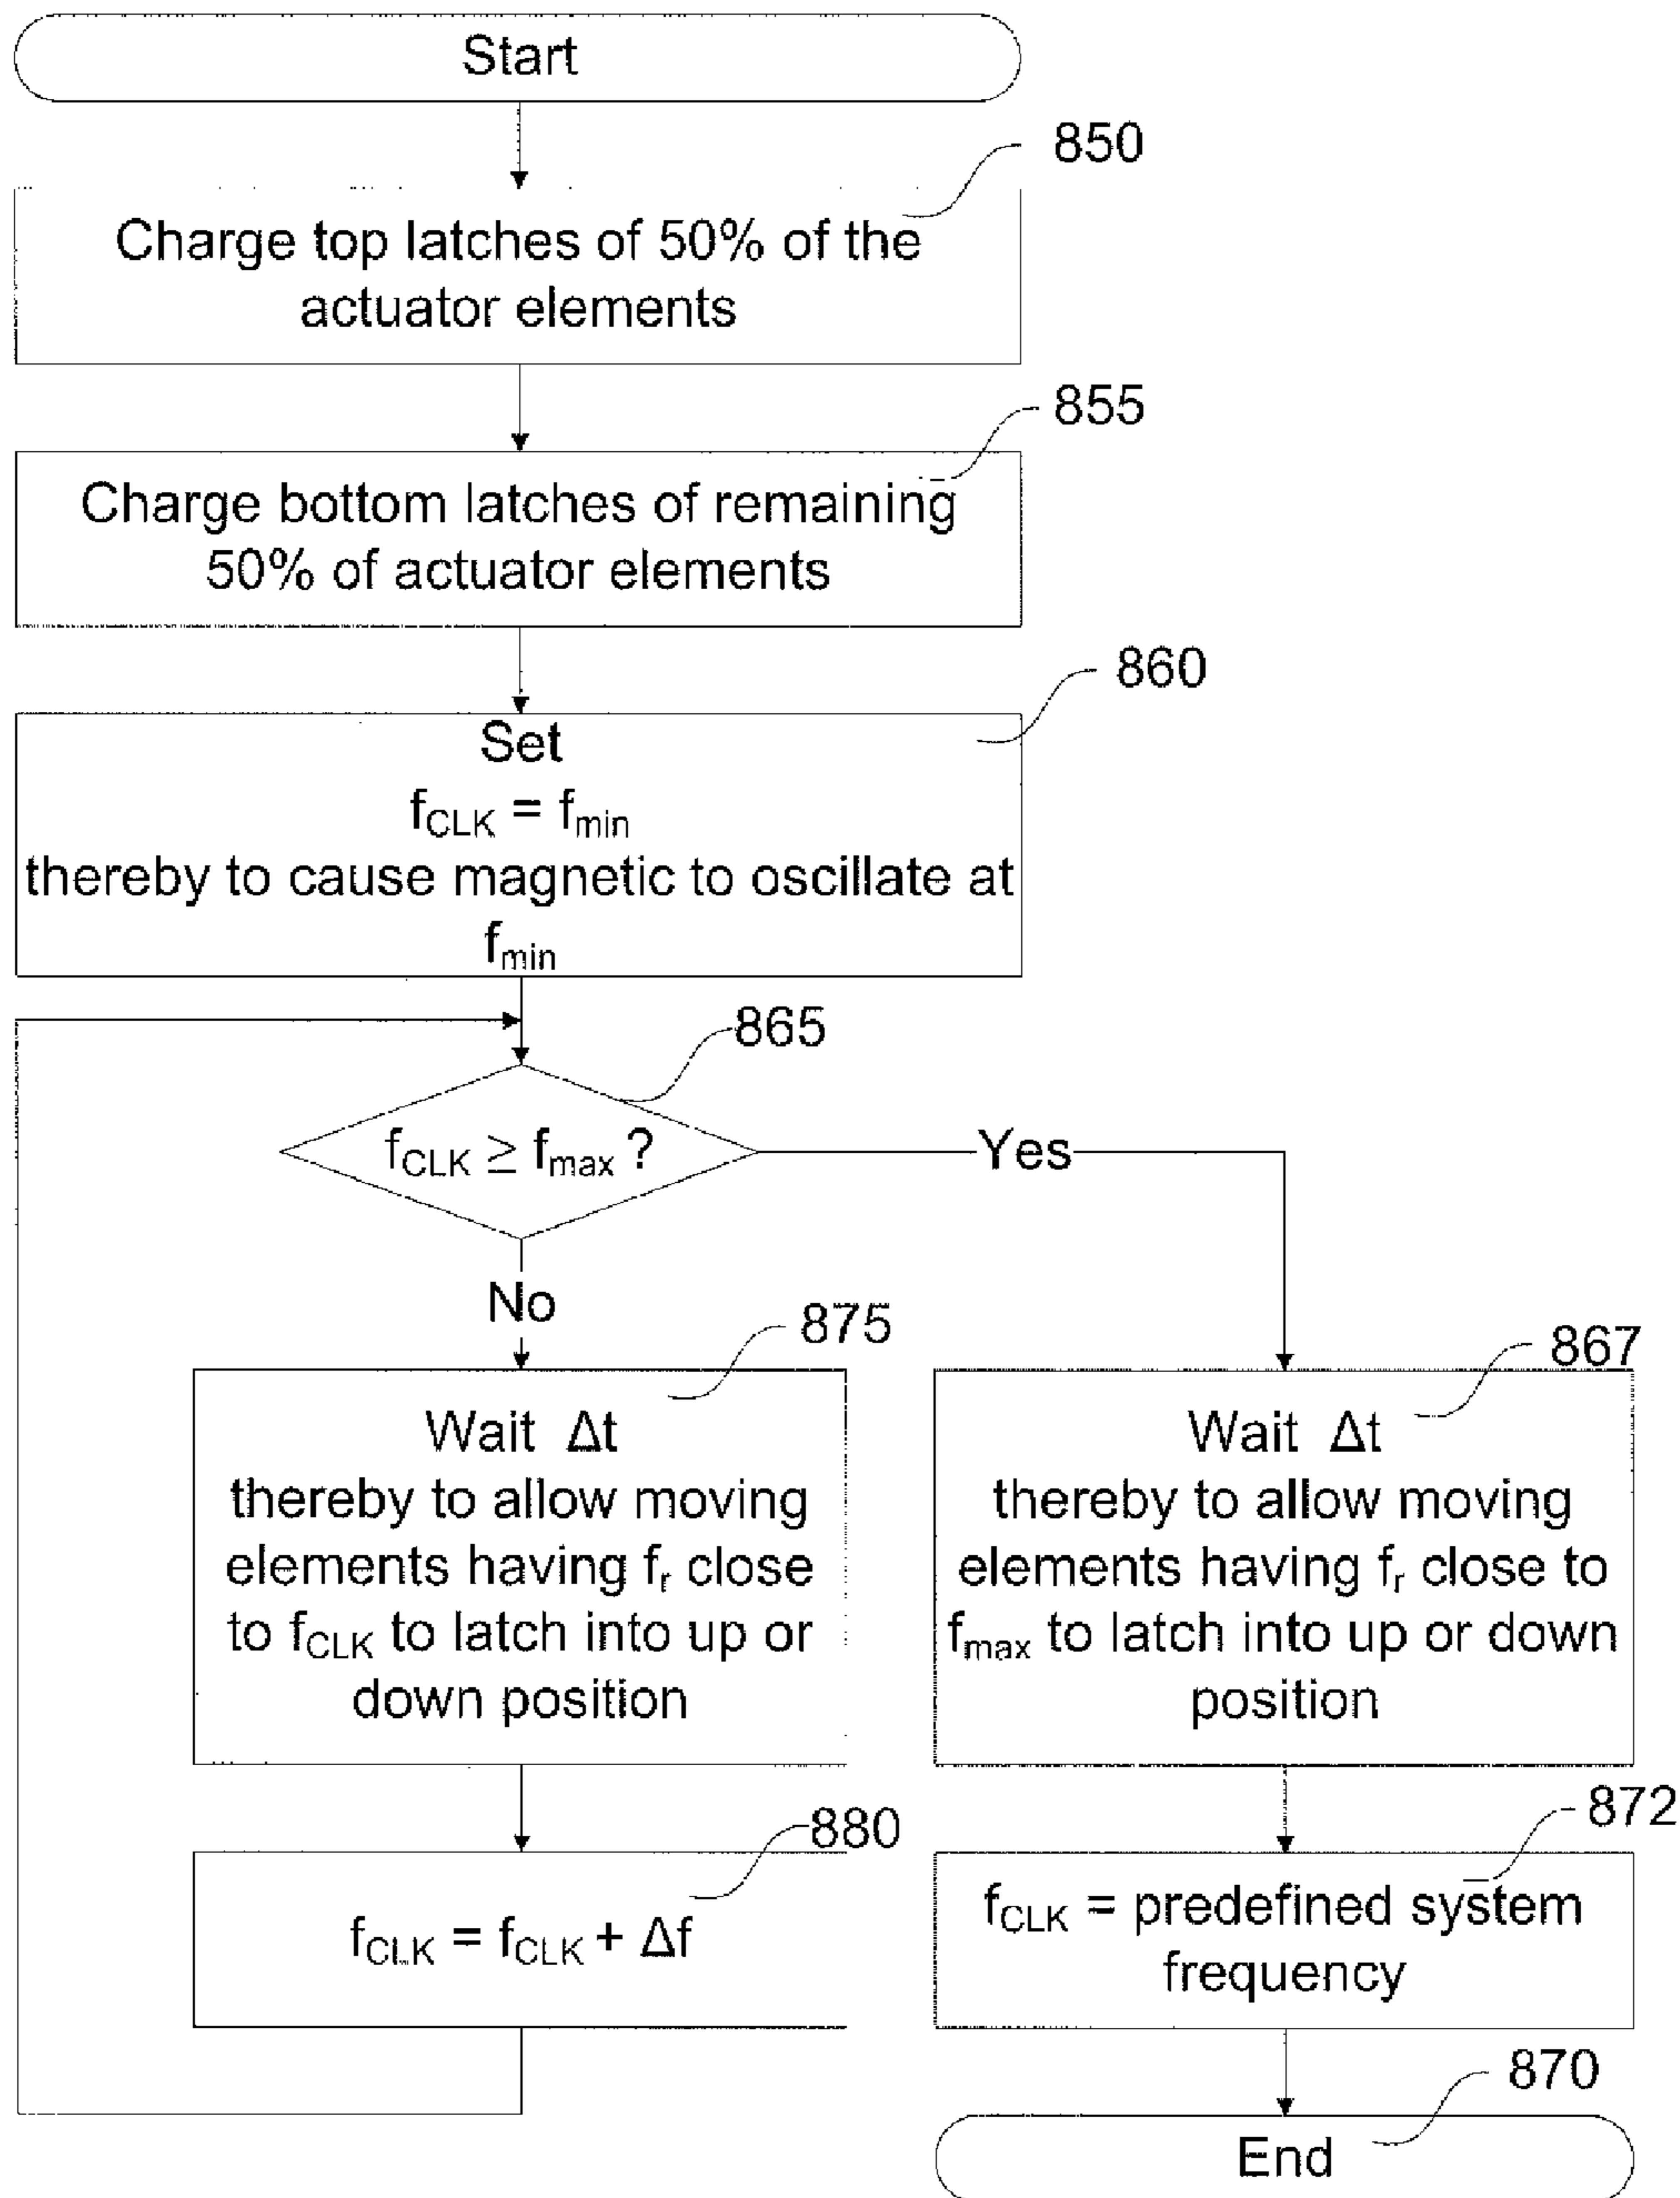 Start
850
Charge top latches of 50% of the
actuator elements
855
Charge bottom latches of remaining
50% of actuator elements
860
Set
fCLK = fmin
thereby to cause magnetic to oscillate at
fmin
865
fCLK ≥ fmax ?
Yes
No
875
Wait Δt
thereby to allow moving
elements having fr close
to fCLK to latch into up or
down position
867
Wait Δt
thereby to allow moving
elements having fr close to
fmax to latch into up or down
position
880
fCLK = fCLK + Δf
872
fCLK = predefined system
frequency
870
End